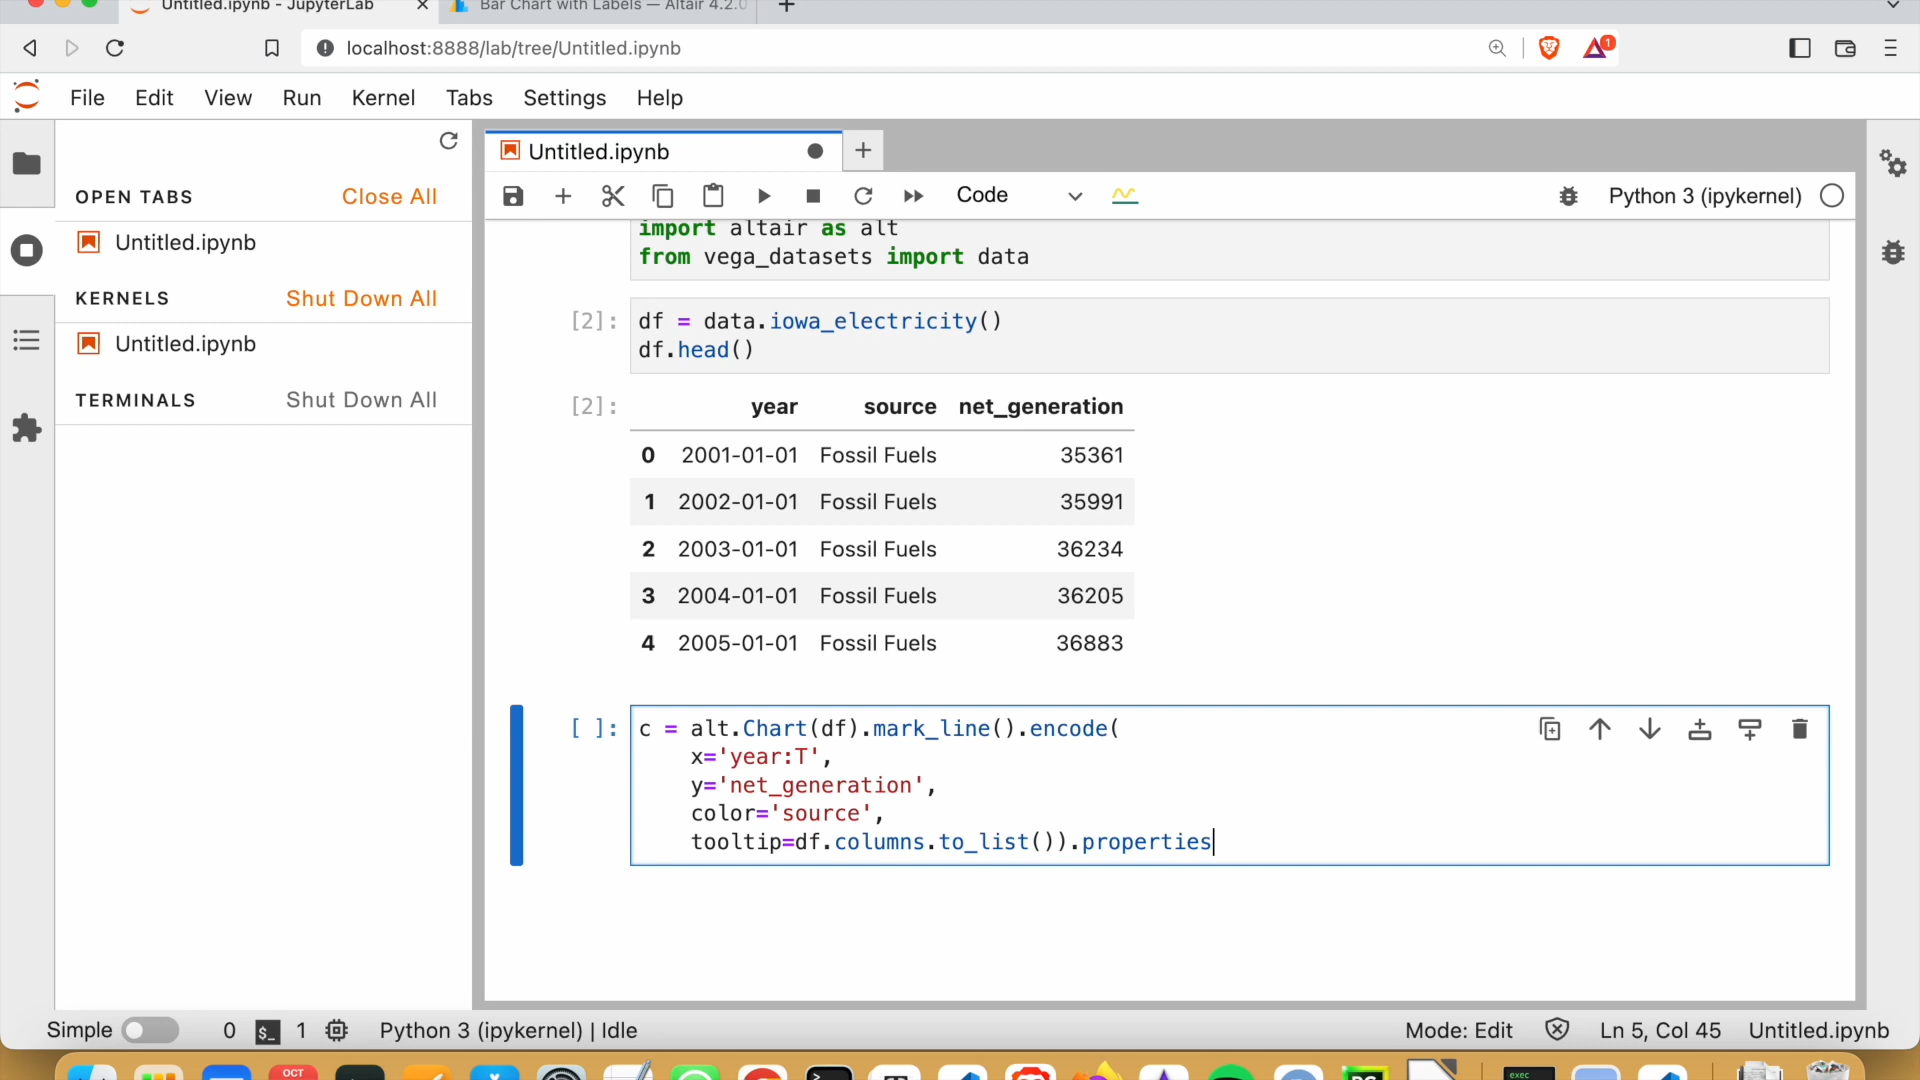 Untitled.ipynb - JupyterLab
Bar Chart with Labels — Altair 4.2.0
localhost:8888/lab/tree/Untitled.ipynb
1
File Edit View Run Kernel Tabs Settings Help
OPEN TABS Close All
Untitled.ipynb
KERNELS Shut Down All
Untitled.ipynb
TERMINALS Shut Down All
Untitled.ipynb
Code
Python 3 (ipykernel)
import altair as alt
from vega_datasets import data
[2]: df = data.iowa_electricity()
df.head()
[2]: year source net_generation
0 2001-01-01 Fossil Fuels 35361
1 2002-01-01 Fossil Fuels 35991
2 2003-01-01 Fossil Fuels 36234
3 2004-01-01 Fossil Fuels 36205
4 2005-01-01 Fossil Fuels 36883
[ ]: c = alt.Chart(df).mark_line().encode(
x='year:T',
y='net_generation',
color='source',
tooltip=df.columns.to_list()).properties
Simple 0 $_ 1 Python 3 (ipykernel) | Idle Mode: Edit Ln 5, Col 45 Untitled.ipynb
OCT
exec